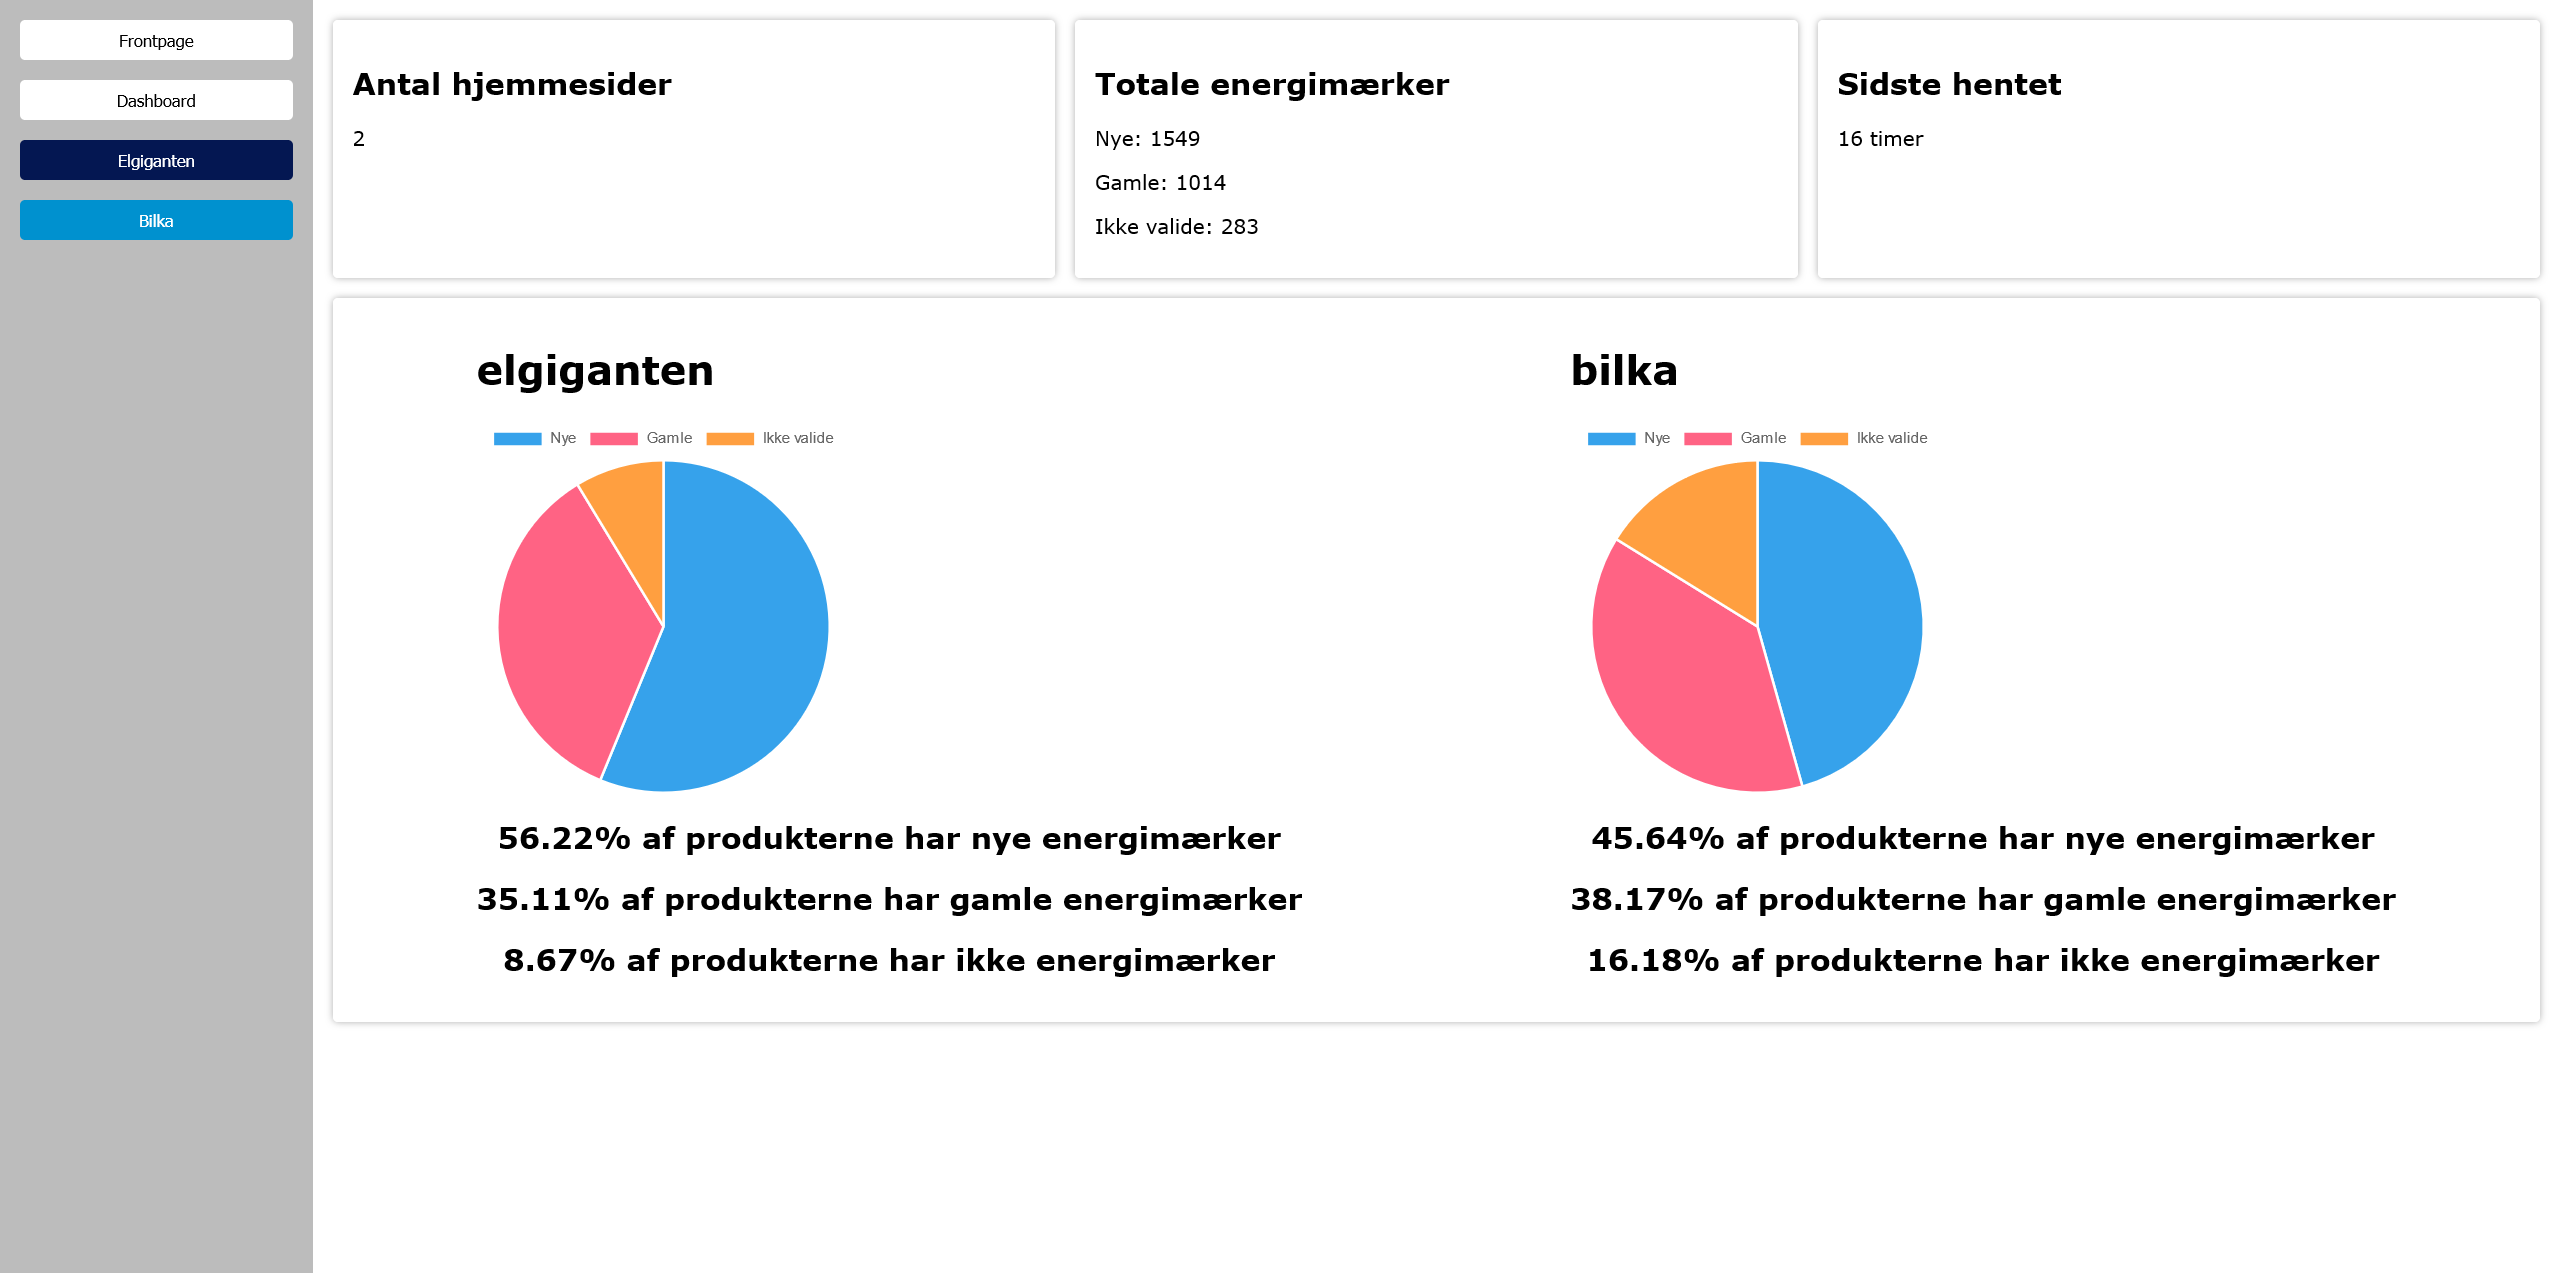 Frontpage
Dashboard
Elgiganten
Bilka
Antal hjemmesider
2
Totale energimærker
Nye: 1549
Gamle: 1014
Ikke valide: 283
Sidste hentet
16 timer
elgiganten
Nye Gamle Ikke valide
56.22% af produkterne har nye energimærker
35.11% af produkterne har gamle energimærker
8.67% af produkterne har ikke energimærker
bilka
Nye Gamle Ikke valide
45.64% af produkterne har nye energimærker
38.17% af produkterne har gamle energimærker
16.18% af produkterne har ikke energimærker